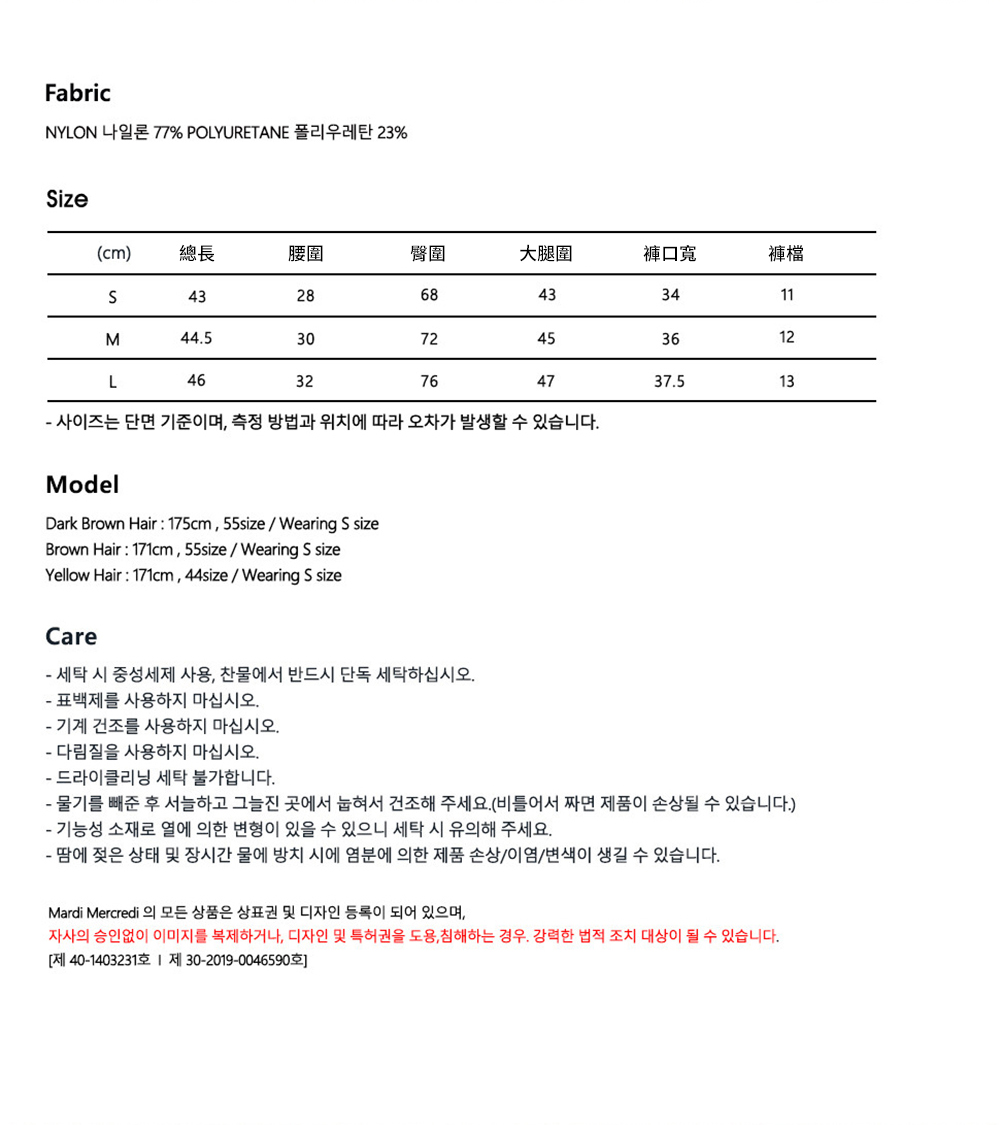 Fabric
NYLON 나일론 77% POLYURETANE 폴리우레탄 23%
Size
(cm) 總長 腰圍 臀圍 大腿圍 褲口寬 褲檔
S 43 28 68 43 34 11
M 44.5 30 72 45 36 12
L 46 32 76 47 37.5 13
- 사이즈는 단면 기준이며, 측정 방법과 위치에 따라 오차가 발생할 수 있습니다.
Model
Dark Brown Hair : 175cm , 55size / Wearing S size
Brown Hair : 171cm , 55size / Wearing S size
Yellow Hair : 171cm , 44size / Wearing S size
Care
- 세탁 시 중성세제 사용, 찬물에서 반드시 단독 세탁하십시오.
- 표백제를 사용하지 마십시오.
- 기계 건조를 사용하지 마십시오.
- 다림질을 사용하지 마십시오.
- 드라이클리닝 세탁 불가합니다.
- 물기를 빼준 후 서늘하고 그늘진 곳에서 눕혀서 건조해 주세요.(비틀어서 짜면 제품이 손상될 수 있습니다.)
- 기능성 소재로 열에 의한 변형이 있을 수 있으니 세탁 시 유의해 주세요.
- 땀에 젖은 상태 및 장시간 물에 방치 시에 염분에 의한 제품 손상/이염/변색이 생길 수 있습니다.
Mardi Mercredi 의 모든 상품은 상표권 및 디자인 등록이 되어 있으며,
자사의 승인없이 이미지를 복제하거나, 디자인 및 특허권을 도용,침해하는 경우. 강력한 법적 조치 대상이 될 수 있습니다.
[제 40-1403231호 ㅣ 제 30-2019-0046590호]